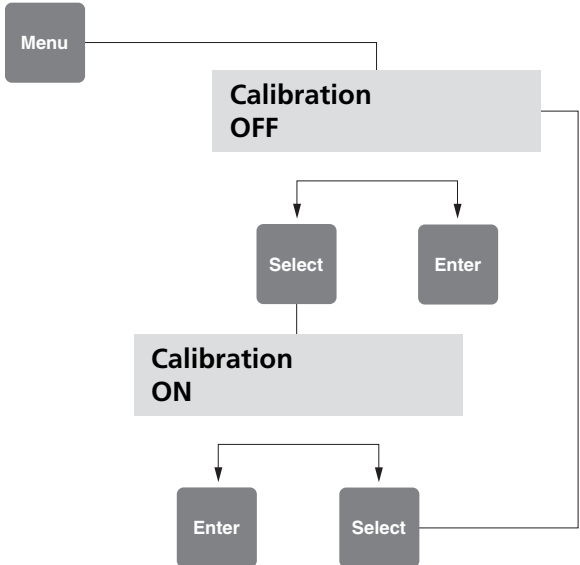 Menu
Calibration
OFF
Select
Enter
Calibration
ON
Enter
Select